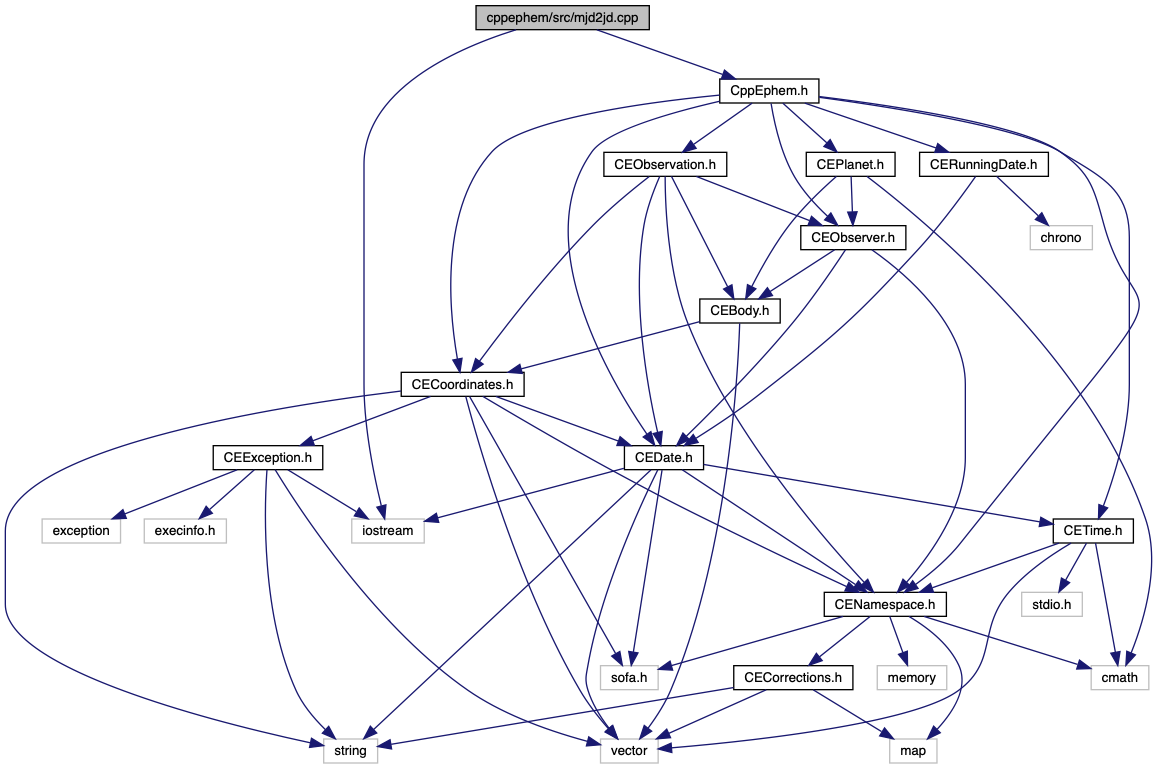 cppephem/src/mjd2jd.cpp
CppEphem.h
CEObservation.h
CEPlanet.h
CERunningDate.h
CEObserver.h
chrono
CEBody.h
CECoordinates.h
CEException.h
CEDate.h
exception
execinfo.h
iostream
CETime.h
CENamespace.h
stdio.h
sofa.h
CECorrections.h
memory
cmath
string
vector
map